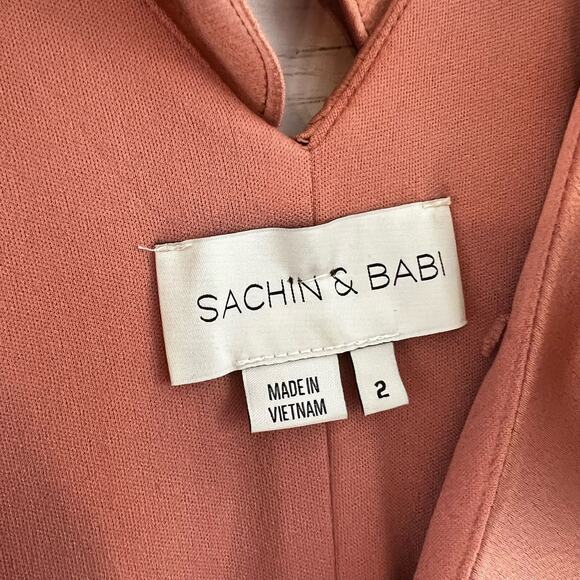 SACHIN & BABI
MADE IN
VIETNAM
2